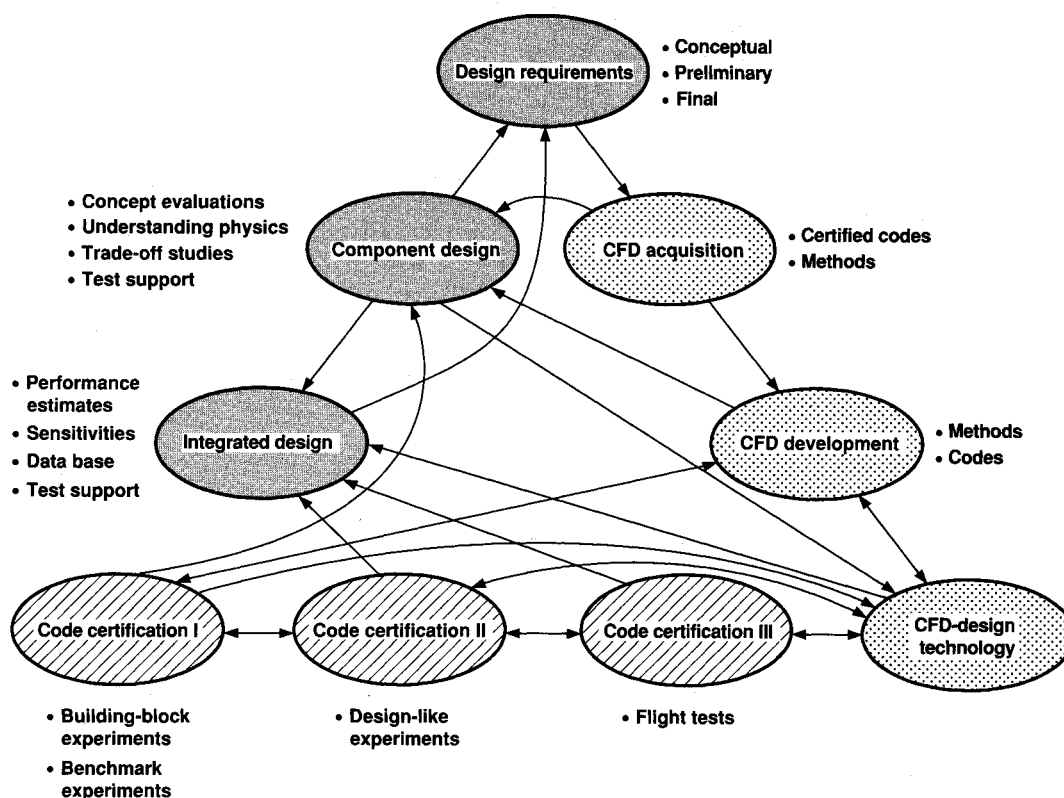 Design requirements
• Conceptual
• Preliminary
• Final
• Concept evaluations
• Understanding physics
• Trade-off studies
• Test support
Component design
CFD acquisition
• Certified codes
• Methods
• Performance
estimates
• Sensitivities
• Data base
• Test support
Integrated design
CFD development
• Methods
• Codes
Code certification I
Code certification II
Code certification III
CFD-design
technology
• Building-block
experiments
• Benchmark
experiments
• Design-like
experiments
• Flight tests